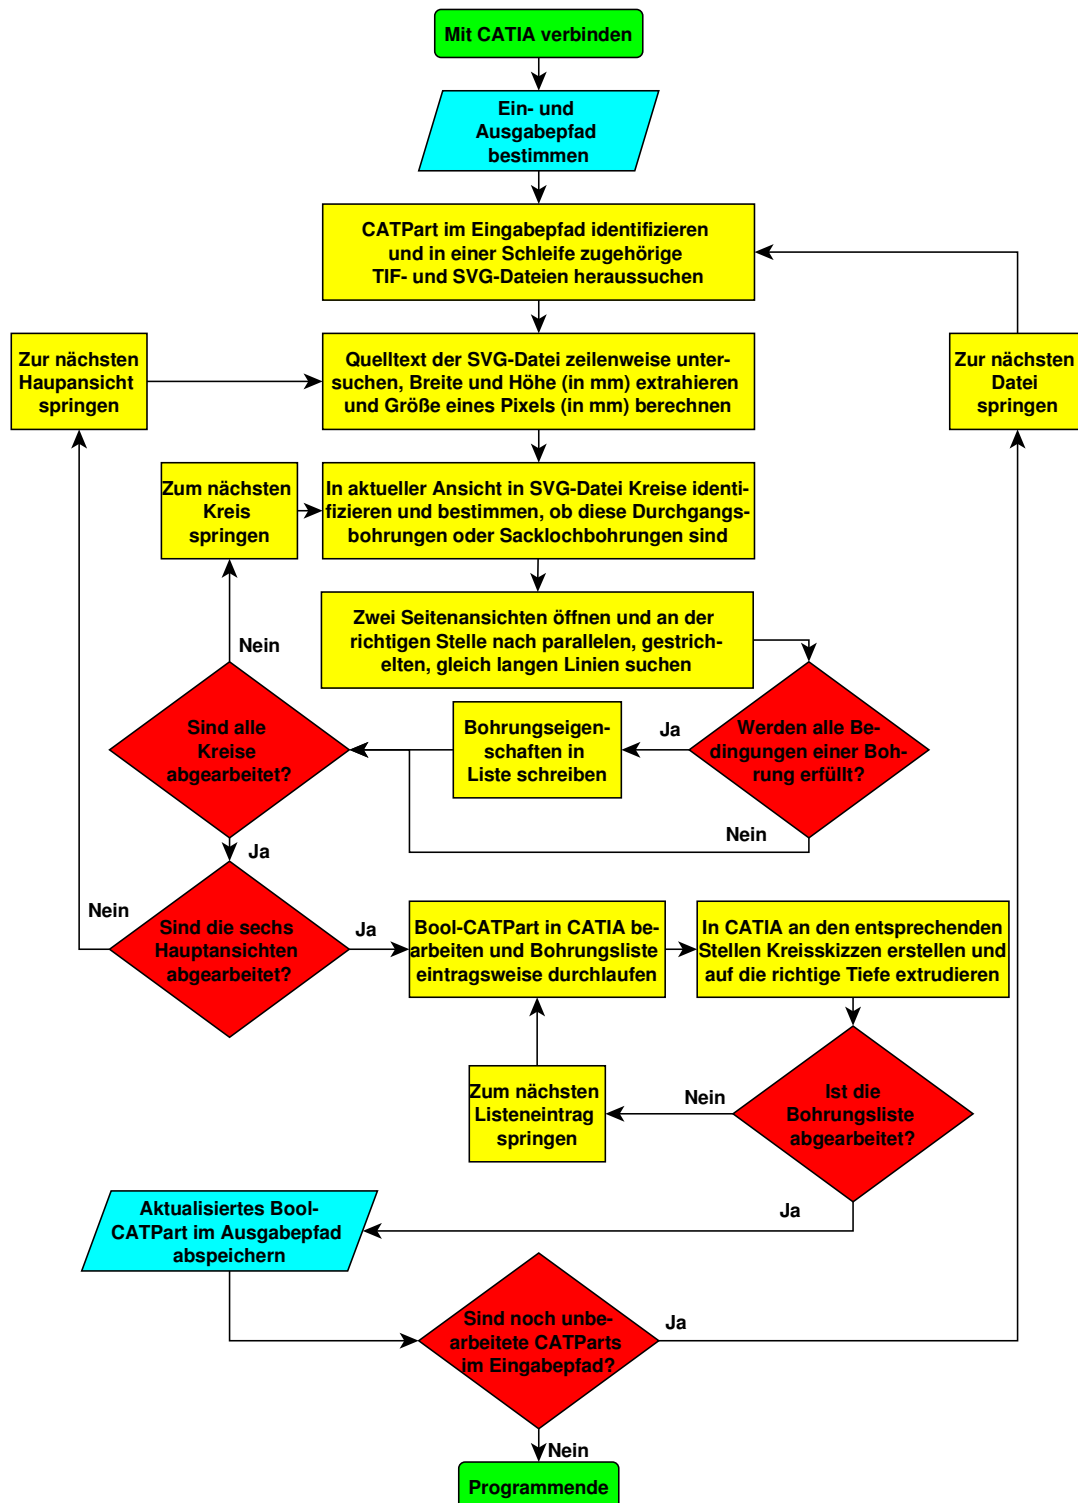 Mit CATIA verbinden
Ein- und
Ausgabepfad
bestimmen
CATPart im Eingabepfad identifizieren
und in einer Schleife zugehörige
TIF- und SVG-Dateien heraussuchen
Zur nächsten
Haupansicht
springen
Quelltext der SVG-Datei zeilenweise unter-
suchen, Breite und Höhe (in mm) extrahieren
und Größe eines Pixels (in mm) berechnen
Zur nächsten
Datei
springen
Zum nächsten
Kreis
springen
In aktueller Ansicht in SVG-Datei Kreise identi-
fizieren und bestimmen, ob diese Durchgangs-
bohrungen oder Sacklochbohrungen sind
Zwei Seitenansichten öffnen und an der
richtigen Stelle nach parallelen, gestrich-
elten, gleich langen Linien suchen
Nein
Sind alle
Kreise
abgearbeitet?
Bohrungseigen-
schaften in
Liste schreiben
Ja
Werden alle Be-
dingungen einer Boh-
rung erfüllt?
Nein
Ja
Nein
Sind die sechs
Hauptansichten
abgearbeitet?
Ja
Bool-CATPart in CATIA be-
arbeiten und Bohrungsliste
eintragsweise durchlaufen
In CATIA an den entsprechenden
Stellen Kreisskizzen erstellen und
auf die richtige Tiefe extrudieren
Zum nächsten
Listeneintrag
springen
Nein
Ist die
Bohrungsliste
abgearbeitet?
Ja
Aktualisiertes Bool-
CATPart im Ausgabepfad
abspeichern
Sind noch unbe-
arbeitete CATParts
im Eingabepfad?
Ja
Nein
Programmende